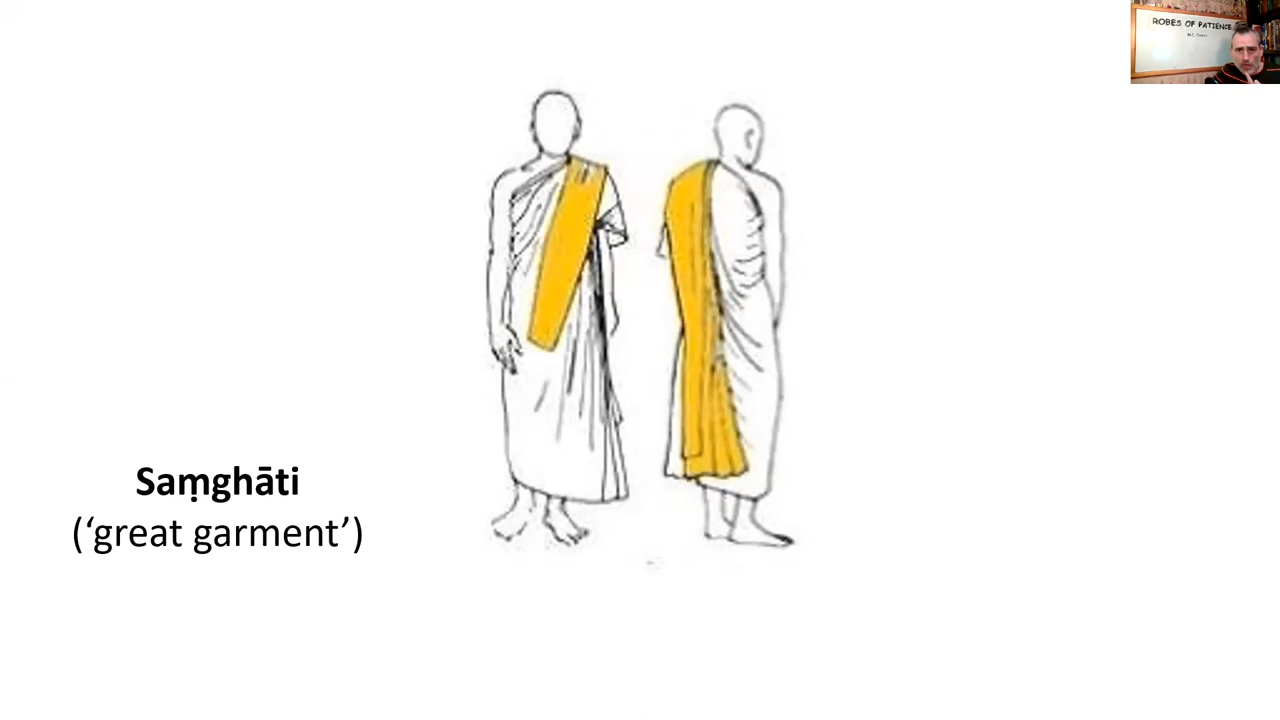 ROBES OF PATIENCE
Saṃghāti
(‘great garment’)